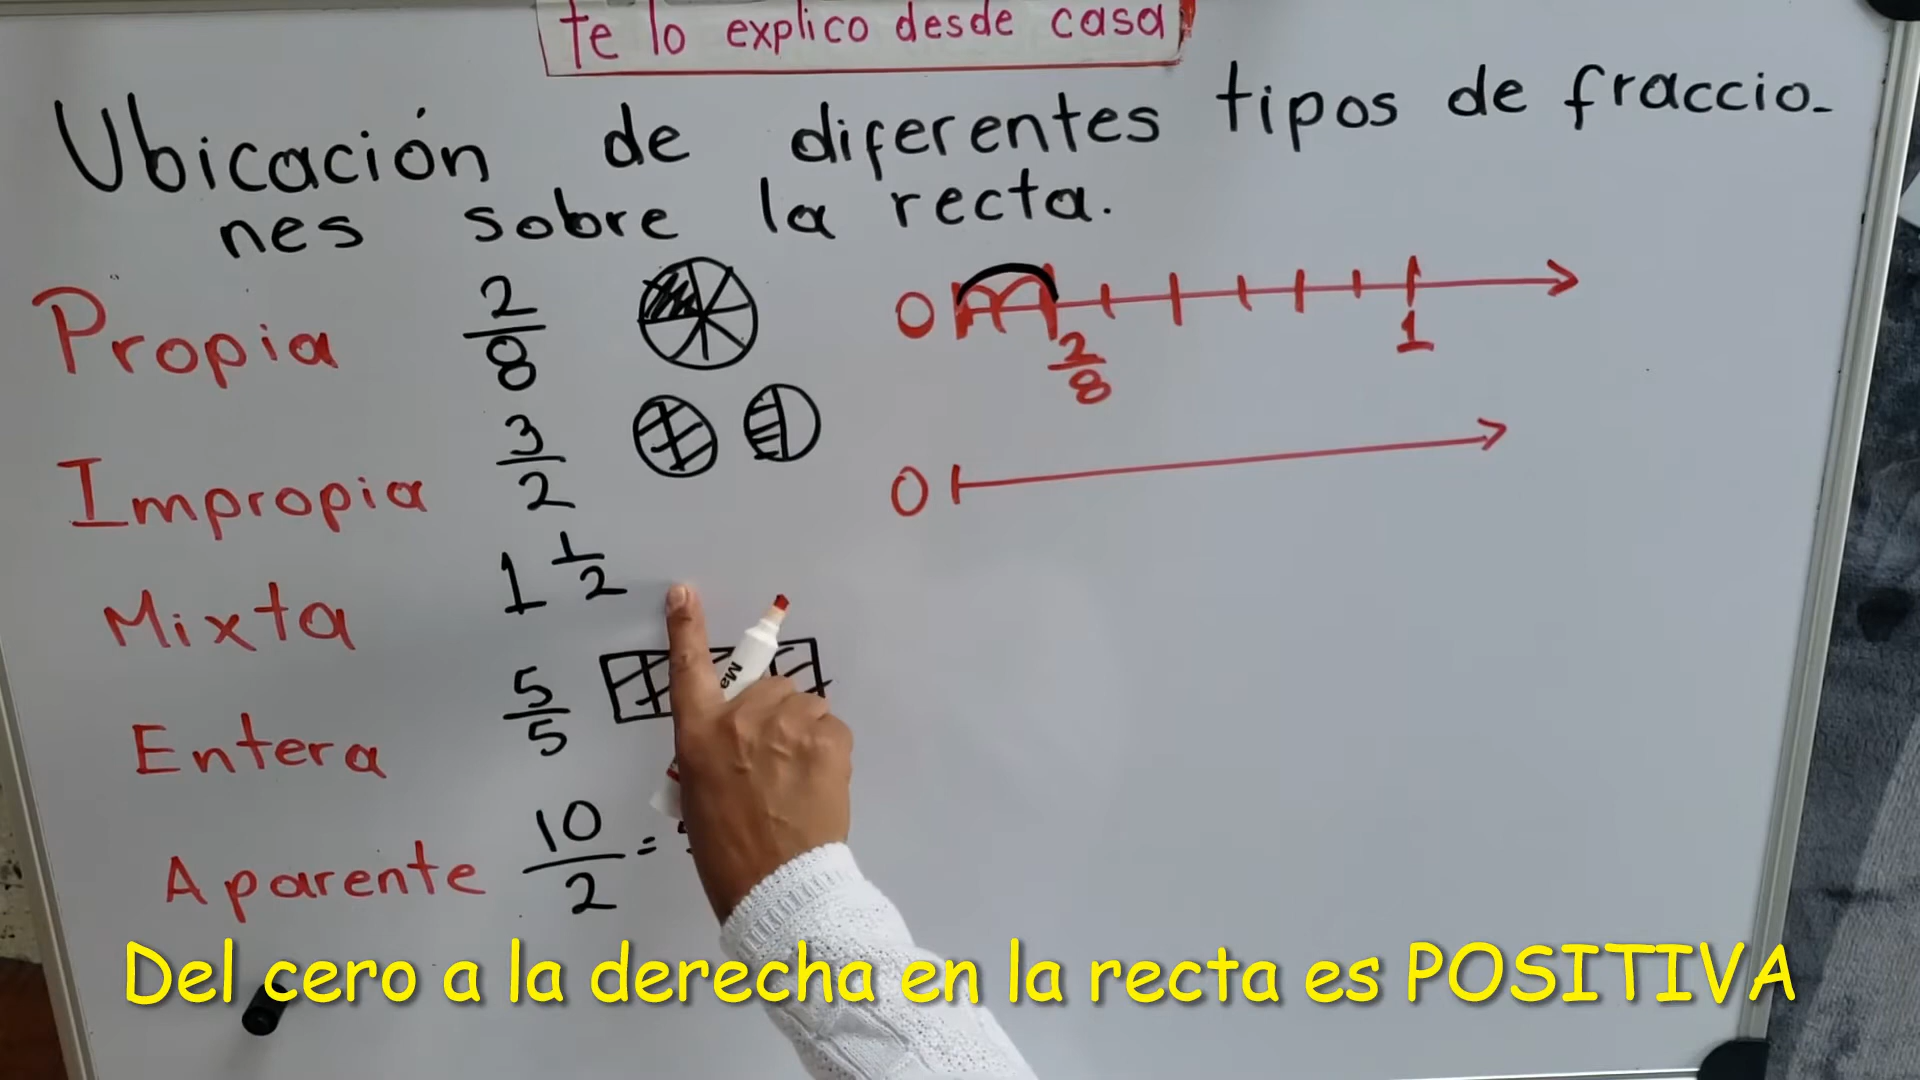 te lo explico desde casa
Ubicación de diferentes tipos de fraccio-
nes sobre la recta.
Propia 2/8
0 2/8 1
Impropia 3/2
0
Mixta 1 1/2
Entera 5/5
Aparente 10/2 =
Del cero a la derecha en la recta es POSITIVA